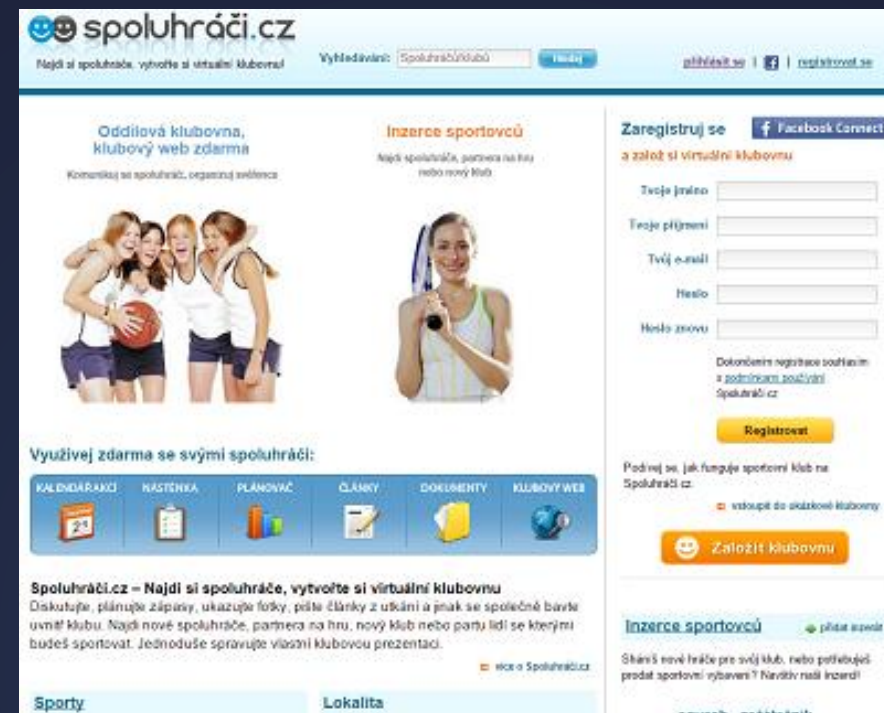 spoluhráči.cz
Najdi si spoluhráče, vytvořte si virtuální klubovnu!
Vyhledávání: Spoluhráčů/klubů Hledej
přihlásit se | f | registrovat se
Oddílová klubovna,
klubový web zdarma
Komunikuj se spoluhráči, organizuj svěřence
Inzerce sportovců
Najdi spoluhráče, partnera na hru
nebo nový klub
Zaregistruj se
f Facebook Connect
a založ si virtuální klubovnu
Tvoje jméno
Tvoje příjmení
Tvůj e-mail
Heslo
Heslo znovu
Dokončením registrace souhlasím
s podmínkami používání
Spoluhráči.cz
Registrovat
Podívej se, jak funguje sportovní klub na
Spoluhráči.cz.
vstoupit do ukázkové klubovny
Založit klubovnu
Využívej zdarma se svými spoluhráči:
KALENDÁŘ AKCÍ NÁSTĚNKA PLÁNOVAČ ČLÁNKY DOKUMENTY KLUBOVÝ WEB
Spoluhráči.cz – Najdi si spoluhráče, vytvořte si virtuální klubovnu
Diskutujte, plánujte zápasy, ukazujte fotky, pište články z utkání a jinak se společně bavte
uvnitř klubu. Najdi nové spoluhráče, partnera na hru, nový klub nebo partu lidí se kterými
budeš sportovat. Jednoduše spravujte vlastní klubovou prezentaci.
více o Spoluhráči.cz
Inzerce sportovců
přidat inzerát
Sháníš nové hráče pro svůj klub, nebo potřebuješ
prodat sportovní vybavení? Navštiv naši inzerci!
Sporty
Lokalita